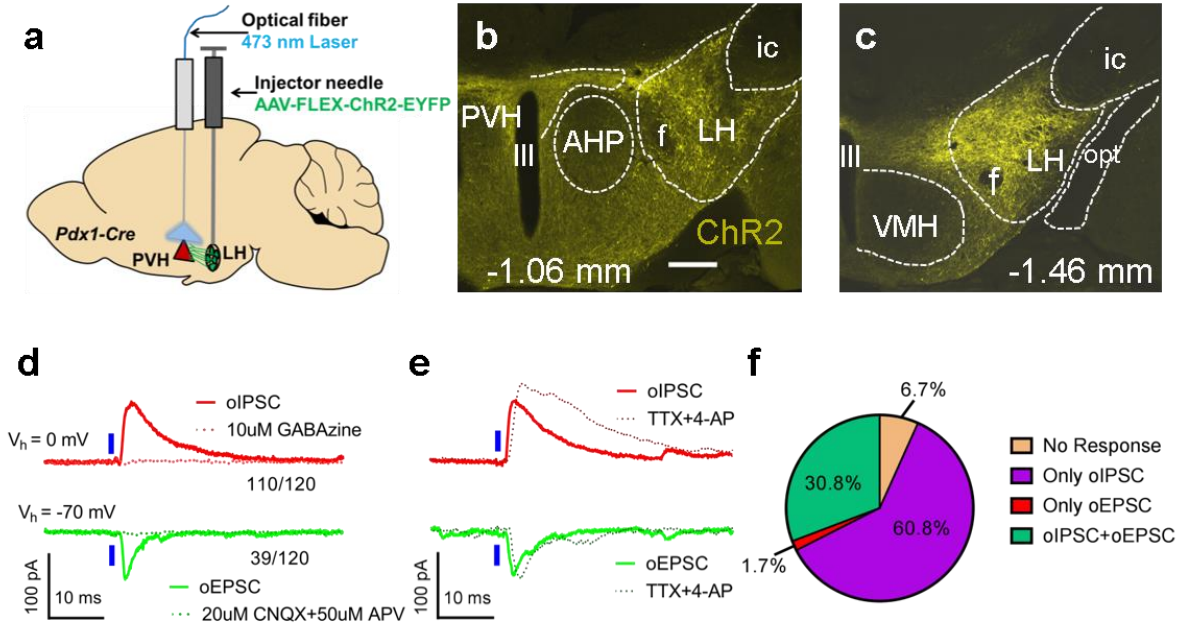 a
Optical fiber
473 nm Laser
Injector needle
AAV-FLEX-ChR2-EYFP
Pdx1-Cre
PVH
LH
b
ic
PVH
III
AHP
f
LH
ChR2
-1.06 mm
c
ic
III
f
LH
opt
VMH
-1.46 mm
d
oIPSC
10uM GABAzine
Vh = 0 mV
110/120
Vh = -70 mV
39/120
oEPSC
20uM CNQX+50uM APV
100 pA
10 ms
e
oIPSC
TTX+4-AP
oEPSC
TTX+4-AP
100 pA
10 ms
f
6.7%
30.8%
60.8%
1.7%
No Response
Only oIPSC
Only oEPSC
oIPSC+oEPSC